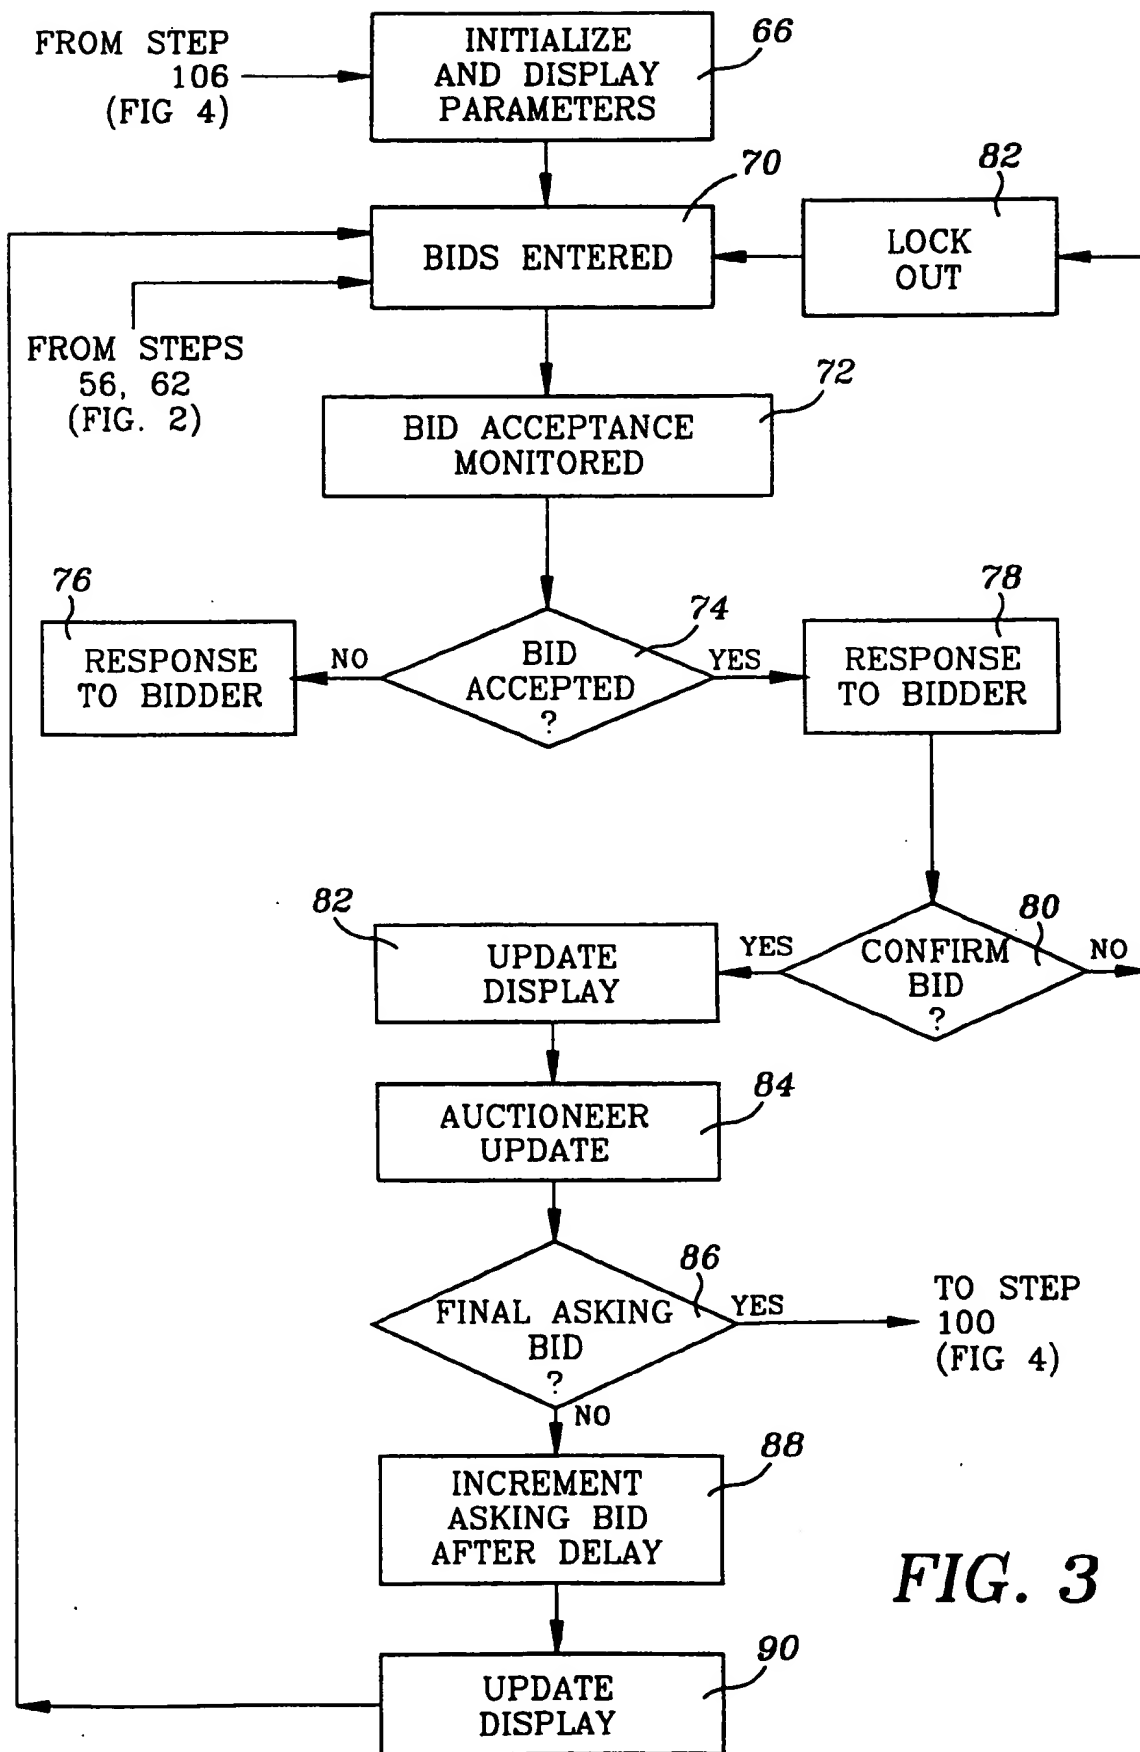 FROM STEP
106
(FIG 4)
INITIALIZE
AND DISPLAY
PARAMETERS
66
70
BIDS ENTERED
82
LOCK
OUT
FROM STEPS
56, 62
(FIG. 2)
72
BID ACCEPTANCE
MONITORED
76
RESPONSE
TO BIDDER
NO
74
BID
ACCEPTED
?
YES
78
RESPONSE
TO BIDDER
80
CONFIRM
BID
?
NO
YES
82
UPDATE
DISPLAY
84
AUCTIONEER
UPDATE
86
FINAL ASKING
BID
?
YES
TO STEP
100
(FIG 4)
NO
88
INCREMENT
ASKING BID
AFTER DELAY
90
UPDATE
DISPLAY
FIG. 3